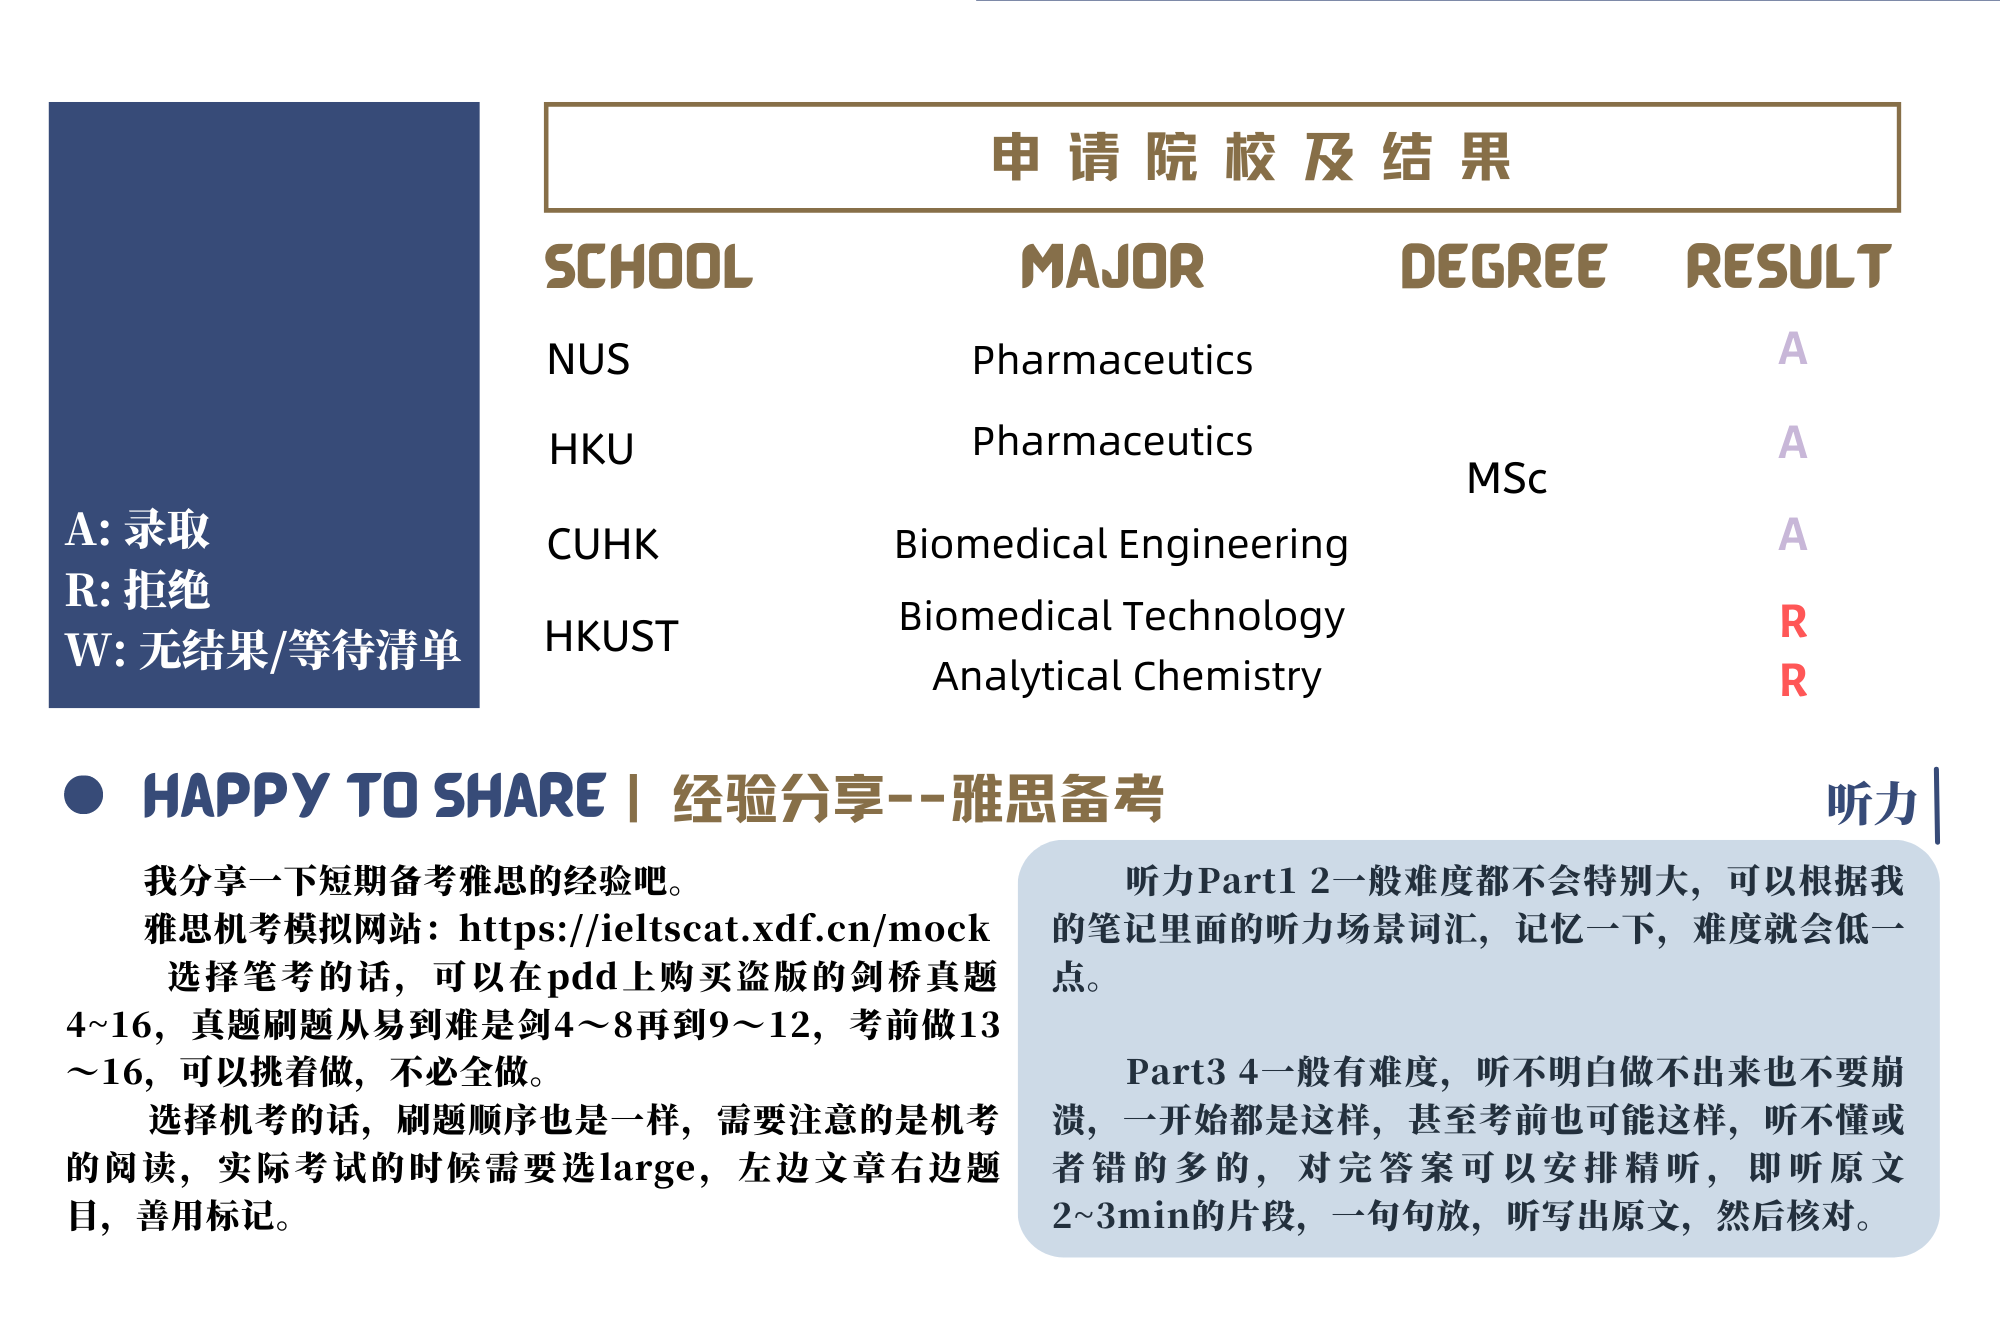 A: 录取
R: 拒绝
W: 无结果/等待清单
申请院校及结果
SCHOOL MAJOR DEGREE RESULT
NUS Pharmaceutics A
HKU Pharmaceutics A
MSc
CUHK Biomedical Engineering A
HKUST Biomedical Technology R
Analytical Chemistry R
HAPPY TO SHARE | 经验分享--雅思备考
我分享一下短期备考雅思的经验吧。
雅思机考模拟网站：https://ieltscat.xdf.cn/mock
选择笔考的话，可以在pdd上购买盗版的剑桥真题
4~16，真题刷题从易到难是剑4～8再到9～12，考前做13
～16，可以挑着做，不必全做。
选择机考的话，刷题顺序也是一样，需要注意的是机考
的阅读，实际考试的时候需要选large，左边文章右边题
目，善用标记。
听力
听力Part1 2一般难度都不会特别大，可以根据我
的笔记里面的听力场景词汇，记忆一下，难度就会低一
点。
Part3 4一般有难度，听不明白做不出来也不要崩
溃，一开始都是这样，甚至考前也可能这样，听不懂或
者错的多的，对完答案可以安排精听，即听原文
2~3min的片段，一句句放，听写出原文，然后核对。